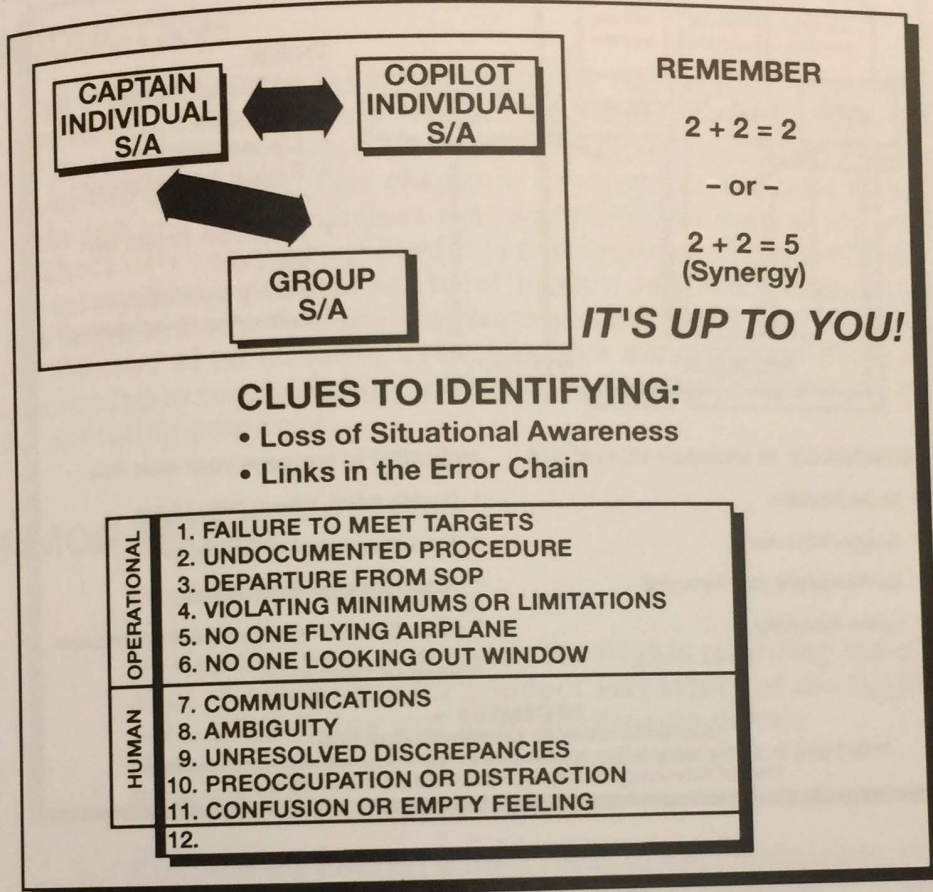 CAPTAIN
INDIVIDUAL
S/A
COPILOT
INDIVIDUAL
S/A
GROUP
S/A
REMEMBER
2 + 2 = 2
– or –
2 + 2 = 5
(Synergy)
IT'S UP TO YOU!
CLUES TO IDENTIFYING:
• Loss of Situational Awareness
• Links in the Error Chain
OPERATIONAL
1. FAILURE TO MEET TARGETS
2. UNDOCUMENTED PROCEDURE
3. DEPARTURE FROM SOP
4. VIOLATING MINIMUMS OR LIMITATIONS
5. NO ONE FLYING AIRPLANE
6. NO ONE LOOKING OUT WINDOW
HUMAN
7. COMMUNICATIONS
8. AMBIGUITY
9. UNRESOLVED DISCREPANCIES
10. PREOCCUPATION OR DISTRACTION
11. CONFUSION OR EMPTY FEELING
12.